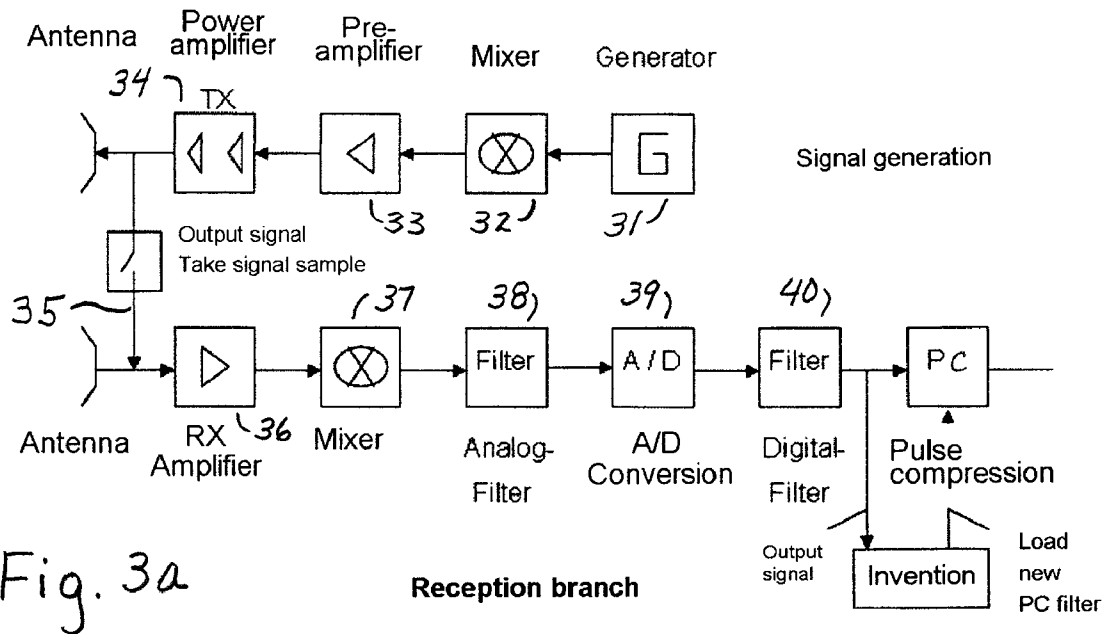 Antenna
Power
amplifier
Pre-
amplifier
Mixer
Generator
34
TX
G
Signal generation
33
32
31
Output signal
Take signal sample
35
37
38
39
40
Filter
A/D
Filter
PC
Antenna
RX
Amplifier
36
Mixer
Analog-
Filter
A/D
Conversion
Digital-
Filter
Pulse
compression
Output
signal
Invention
Load
new
PC filter
Fig. 3a
Reception branch